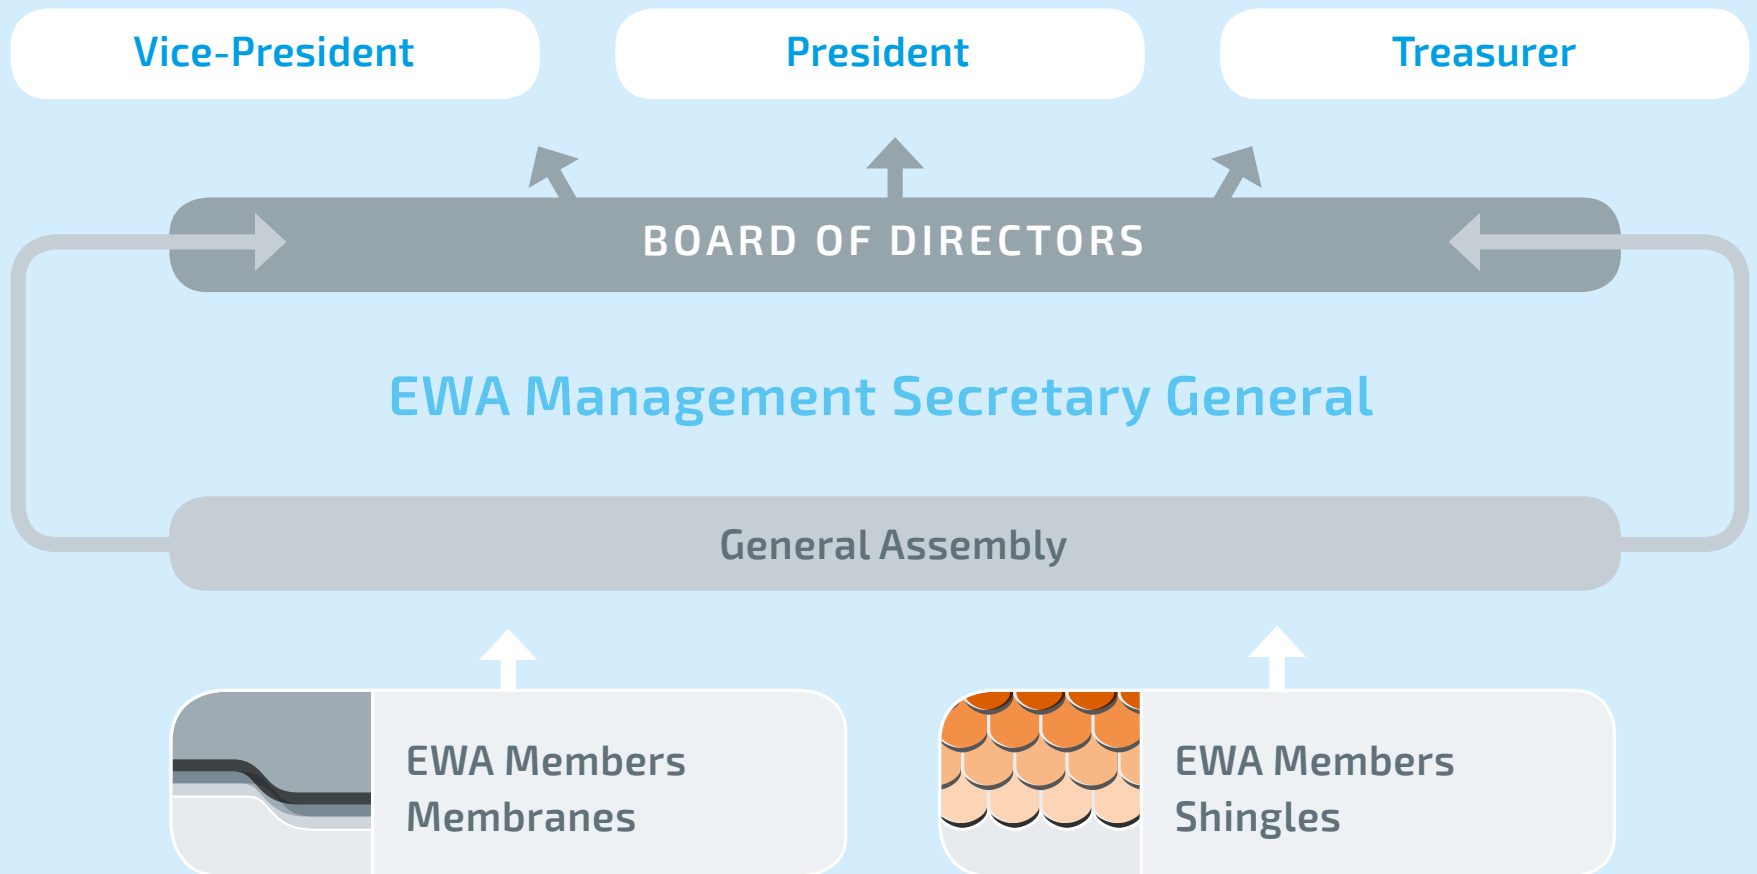 Vice-President
President
Treasurer
BOARD OF DIRECTORS
EWA Management Secretary General
General Assembly
EWA Members
Membranes
EWA Members
Shingles